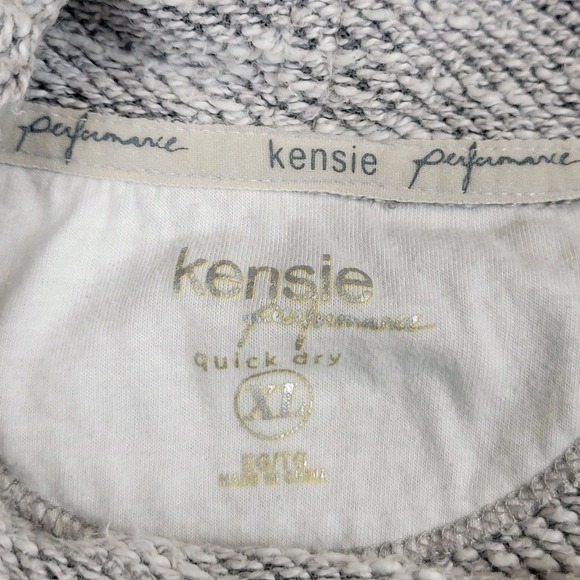 performance kensie performance
kensie
performance
quick dry
XL
EG/TG
MADE IN CHINA